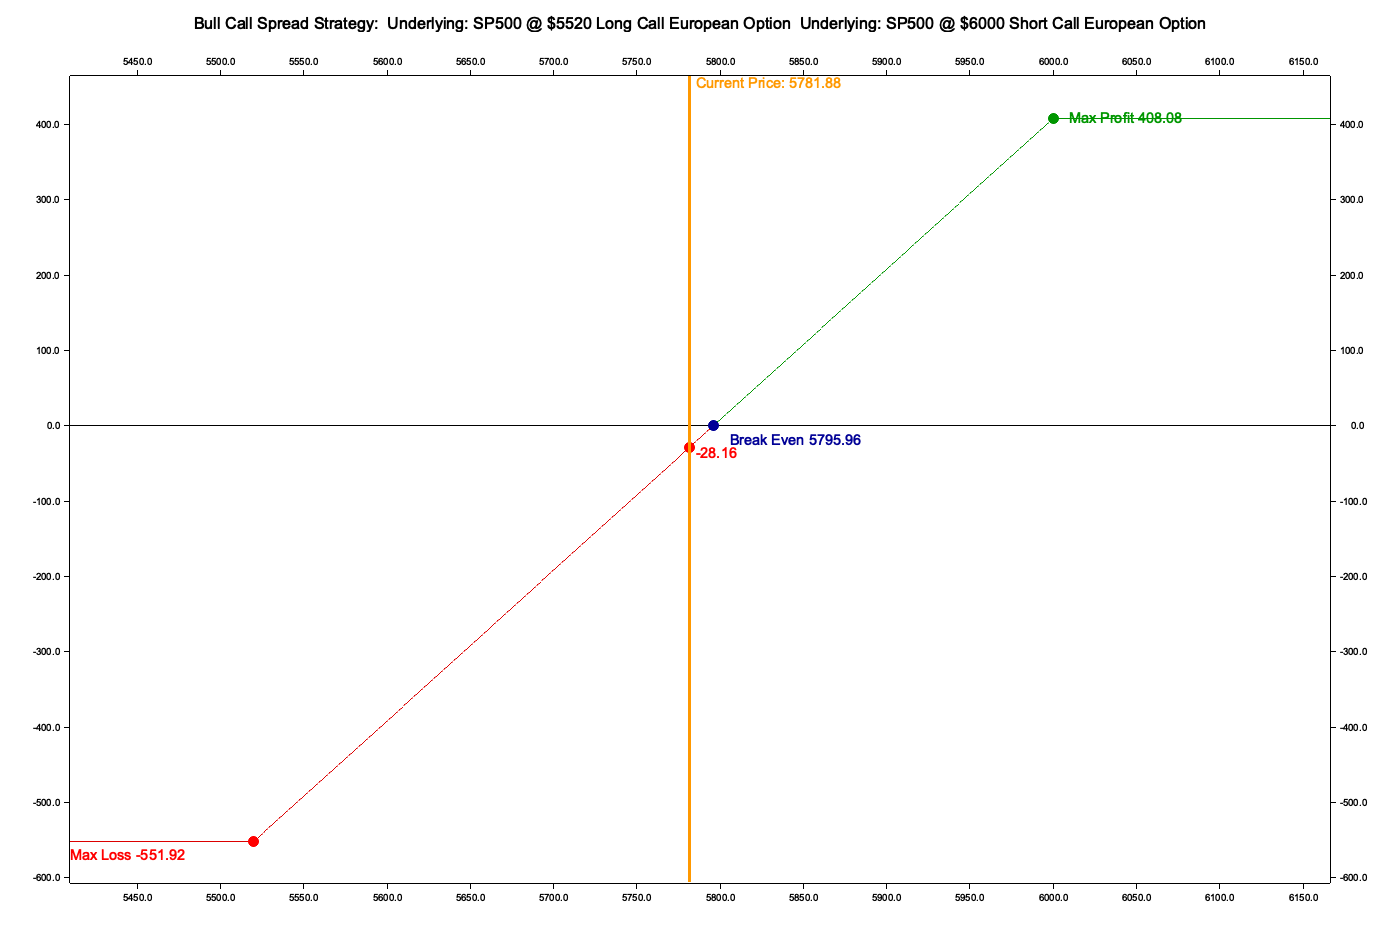 Bull Call Spread Strategy:  Underlying: SP500 @ $5520 Long Call European Option  Underlying: SP500 @ $6000 Short Call European Option
5450.0 5500.0 5550.0 5600.0 5650.0 5700.0 5750.0 5800.0 5850.0 5900.0 5950.0 6000.0 6050.0 6100.0 6150.0
Current Price: 5781.88
400.0 Max Profit 408.08 400.0
300.0 300.0
200.0 200.0
100.0 100.0
0.0 0.0
Break Even 5795.96
-28.16
-100.0 -100.0
-200.0 -200.0
-300.0 -300.0
-400.0 -400.0
-500.0 -500.0
Max Loss -551.92
-600.0 -600.0
5450.0 5500.0 5550.0 5600.0 5650.0 5700.0 5750.0 5800.0 5850.0 5900.0 5950.0 6000.0 6050.0 6100.0 6150.0